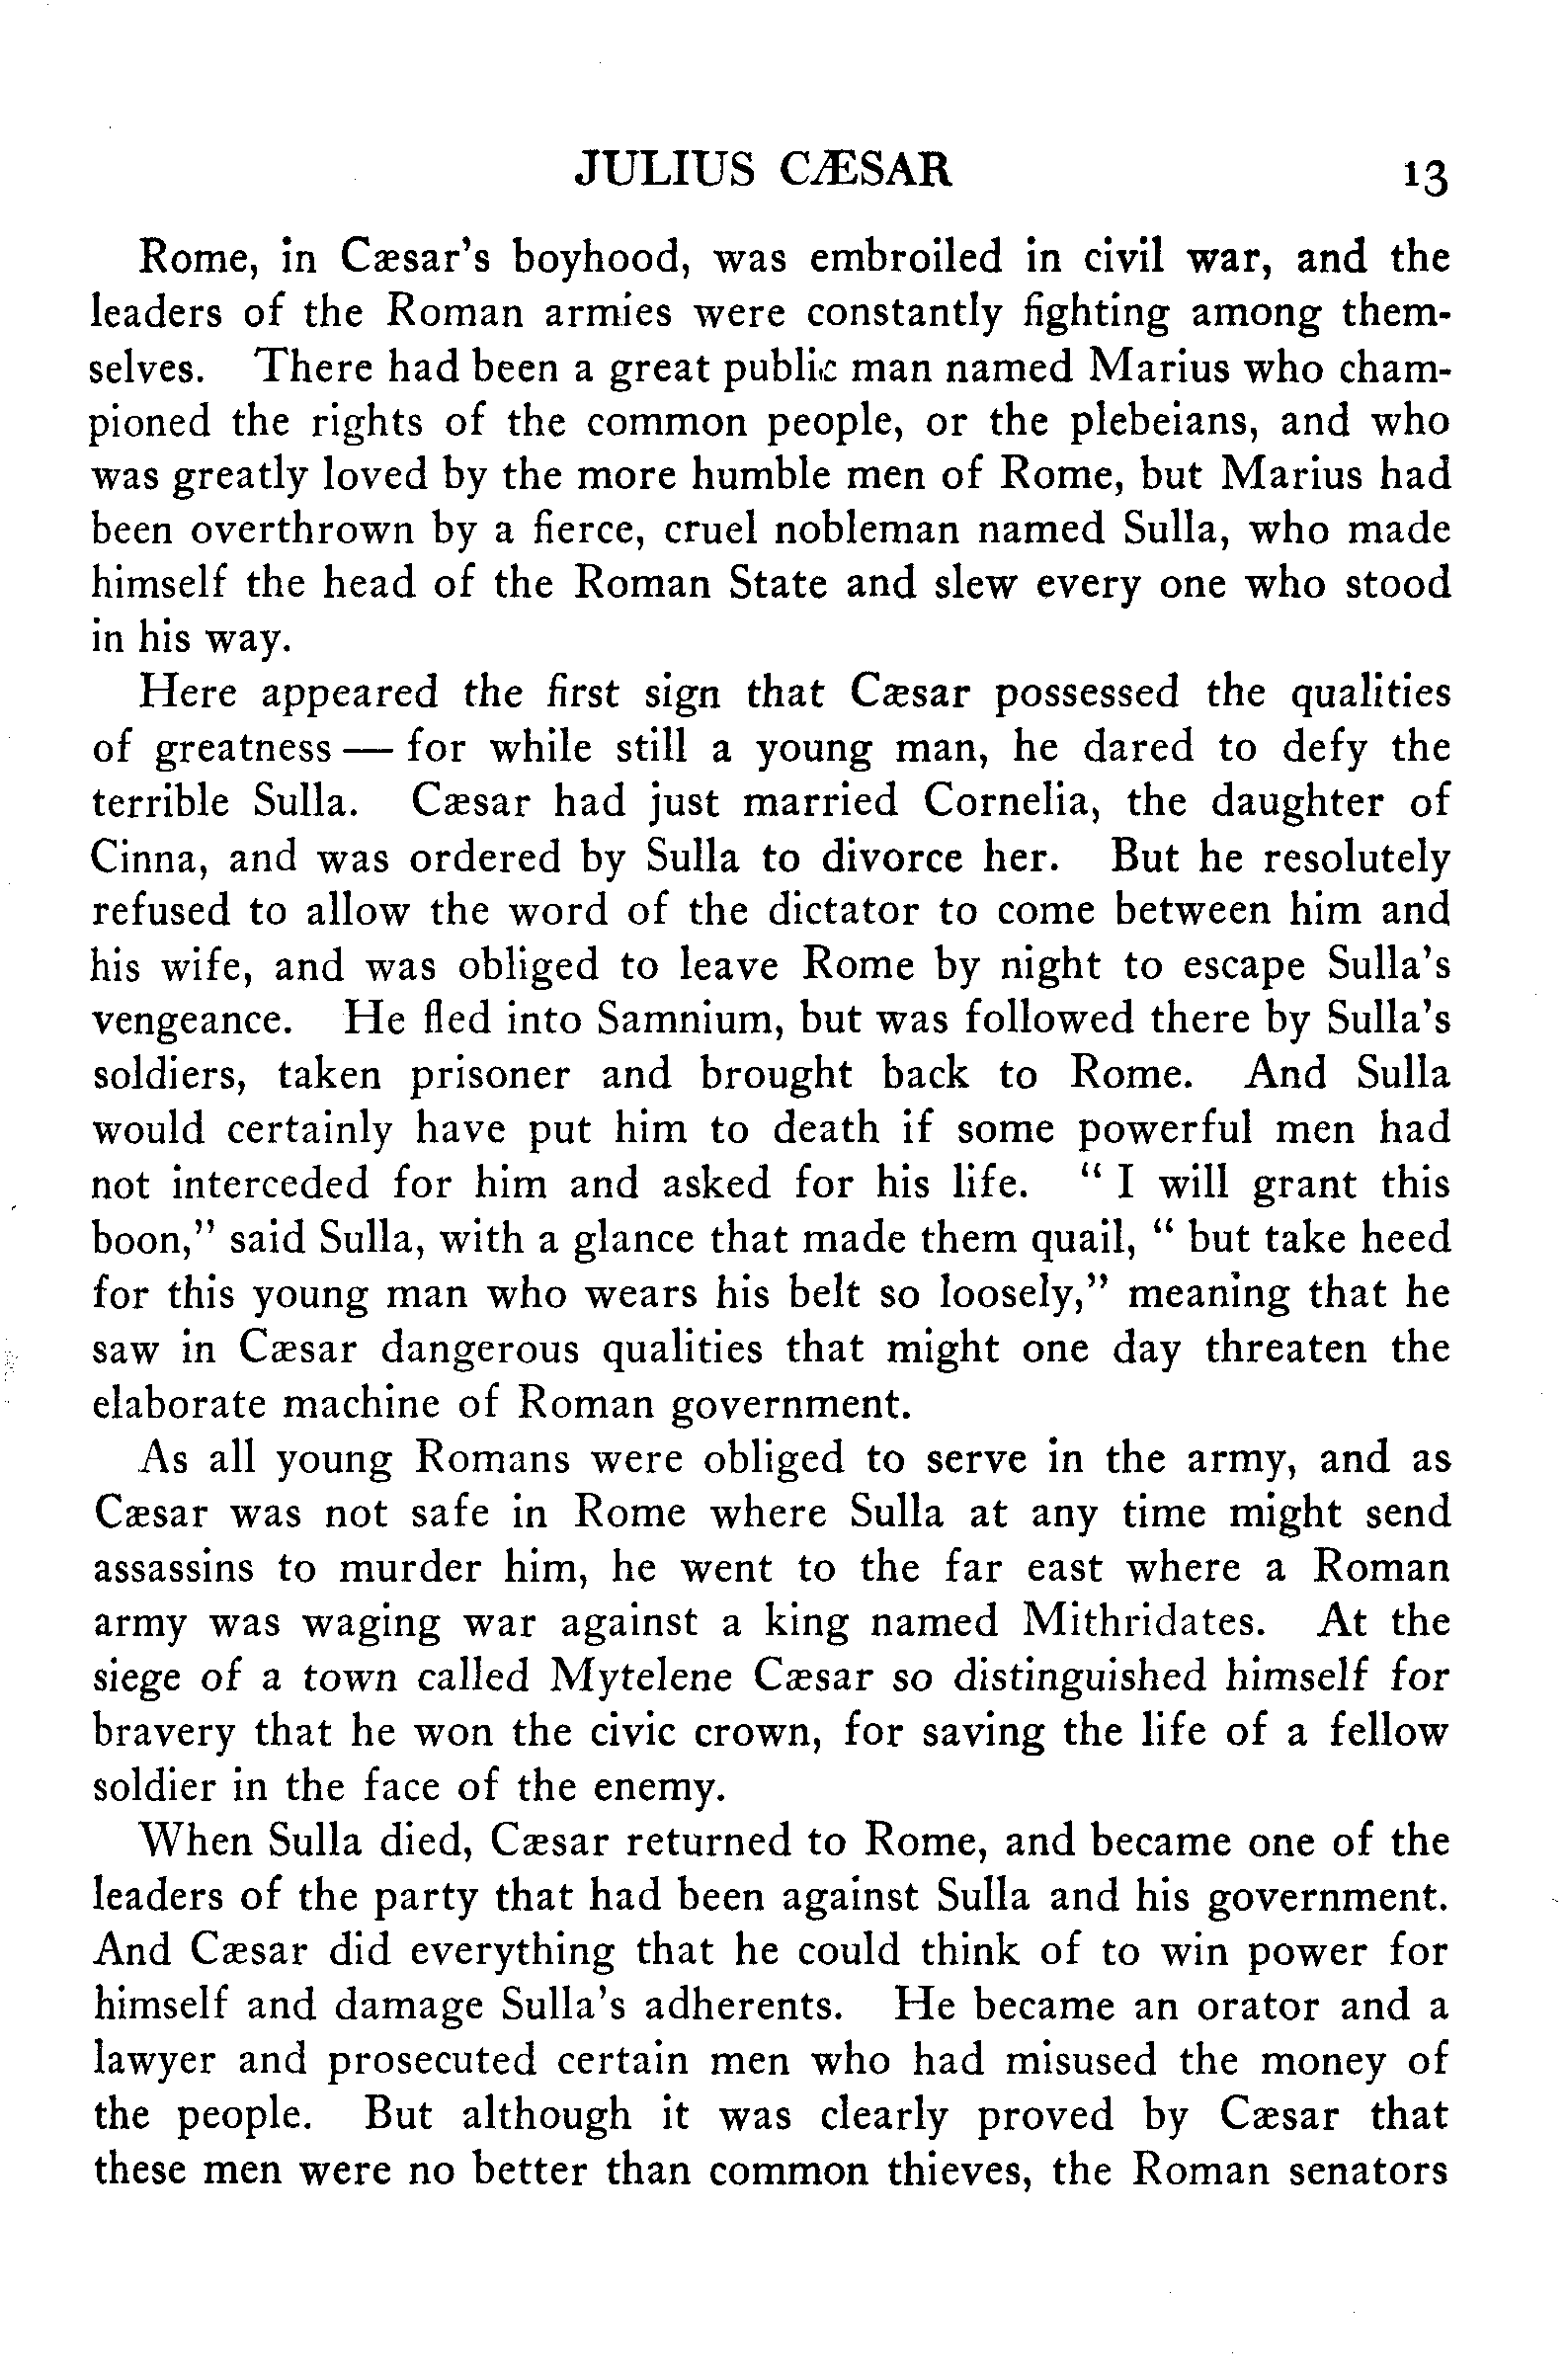 JULIUS CÆSAR 13
Rome, in Cæsar's boyhood, was embroiled in civil war, and the
leaders of the Roman armies were constantly fighting among them-
selves. There had been a great public man named Marius who cham-
pioned the rights of the common people, or the plebeians, and who
was greatly loved by the more humble men of Rome, but Marius had
been overthrown by a fierce, cruel nobleman named Sulla, who made
himself the head of the Roman State and slew every one who stood
in his way.
Here appeared the first sign that Cæsar possessed the qualities
of greatness — for while still a young man, he dared to defy the
terrible Sulla. Cæsar had just married Cornelia, the daughter of
Cinna, and was ordered by Sulla to divorce her. But he resolutely
refused to allow the word of the dictator to come between him and
his wife, and was obliged to leave Rome by night to escape Sulla's
vengeance. He fled into Samnium, but was followed there by Sulla's
soldiers, taken prisoner and brought back to Rome. And Sulla
would certainly have put him to death if some powerful men had
not interceded for him and asked for his life. “ I will grant this
boon,” said Sulla, with a glance that made them quail, “ but take heed
for this young man who wears his belt so loosely,” meaning that he
saw in Cæsar dangerous qualities that might one day threaten the
elaborate machine of Roman government.
As all young Romans were obliged to serve in the army, and as
Cæsar was not safe in Rome where Sulla at any time might send
assassins to murder him, he went to the far east where a Roman
army was waging war against a king named Mithridates. At the
siege of a town called Mytelene Cæsar so distinguished himself for
bravery that he won the civic crown, for saving the life of a fellow
soldier in the face of the enemy.
When Sulla died, Cæsar returned to Rome, and became one of the
leaders of the party that had been against Sulla and his government.
And Cæsar did everything that he could think of to win power for
himself and damage Sulla's adherents. He became an orator and a
lawyer and prosecuted certain men who had misused the money of
the people. But although it was clearly proved by Cæsar that
these men were no better than common thieves, the Roman senators